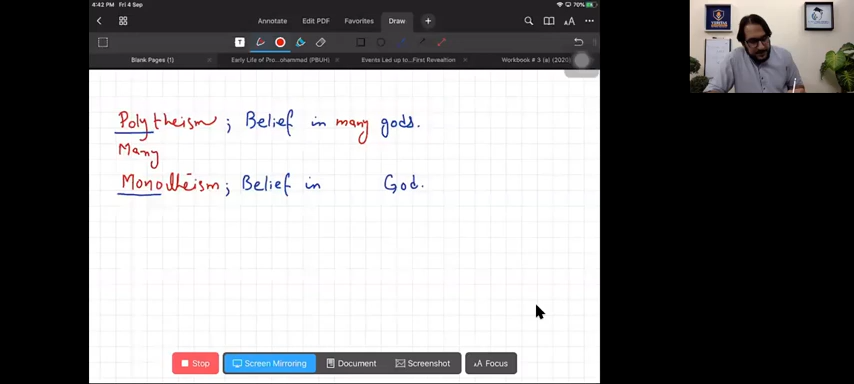 4:42 PM Fri 4 Sep
70%
Annotate Edit PDF Favorites Draw
Blank Pages (1) Early Life of Pro...ohammed (PBUH) Events Led up to...First Revealtion Workbook # 3 (a) (2020)
Polytheism ; Belief in many gods.
Many
Monotheism ; Belief in God.
Stop Screen Mirroring Document Screenshot Focus